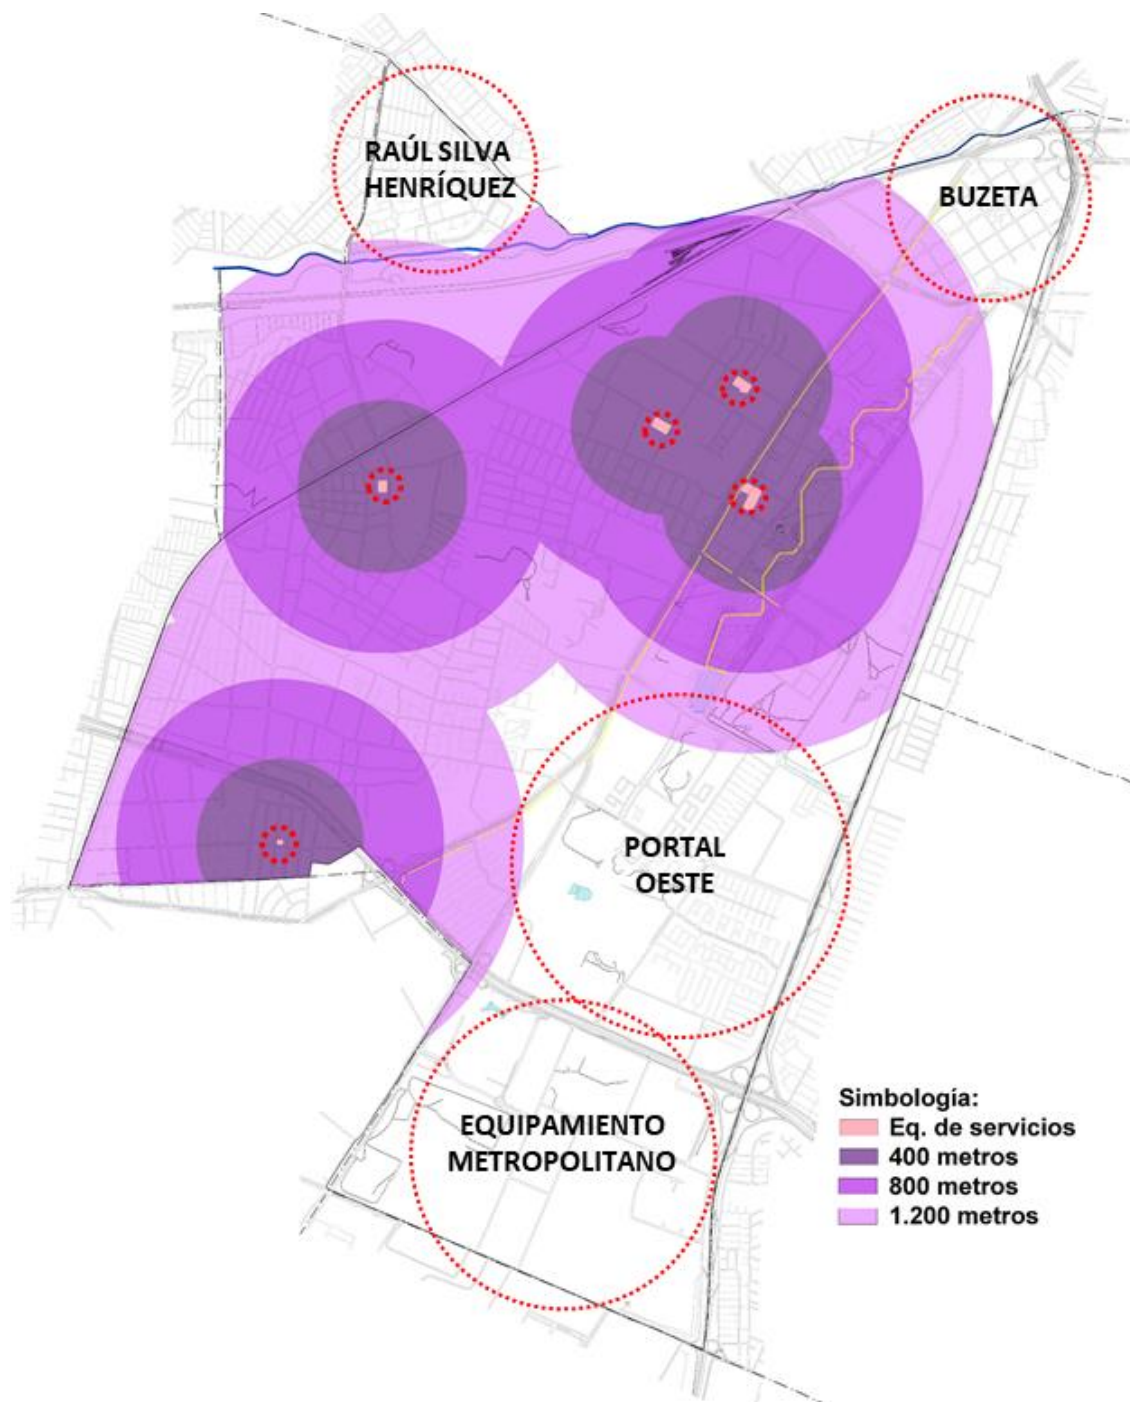 RAÚL SILVA
HENRÍQUEZ
BUZETA
PORTAL
OESTE
EQUIPAMIENTO
METROPOLITANO
Simbología:
Eq. de servicios
400 metros
800 metros
1.200 metros